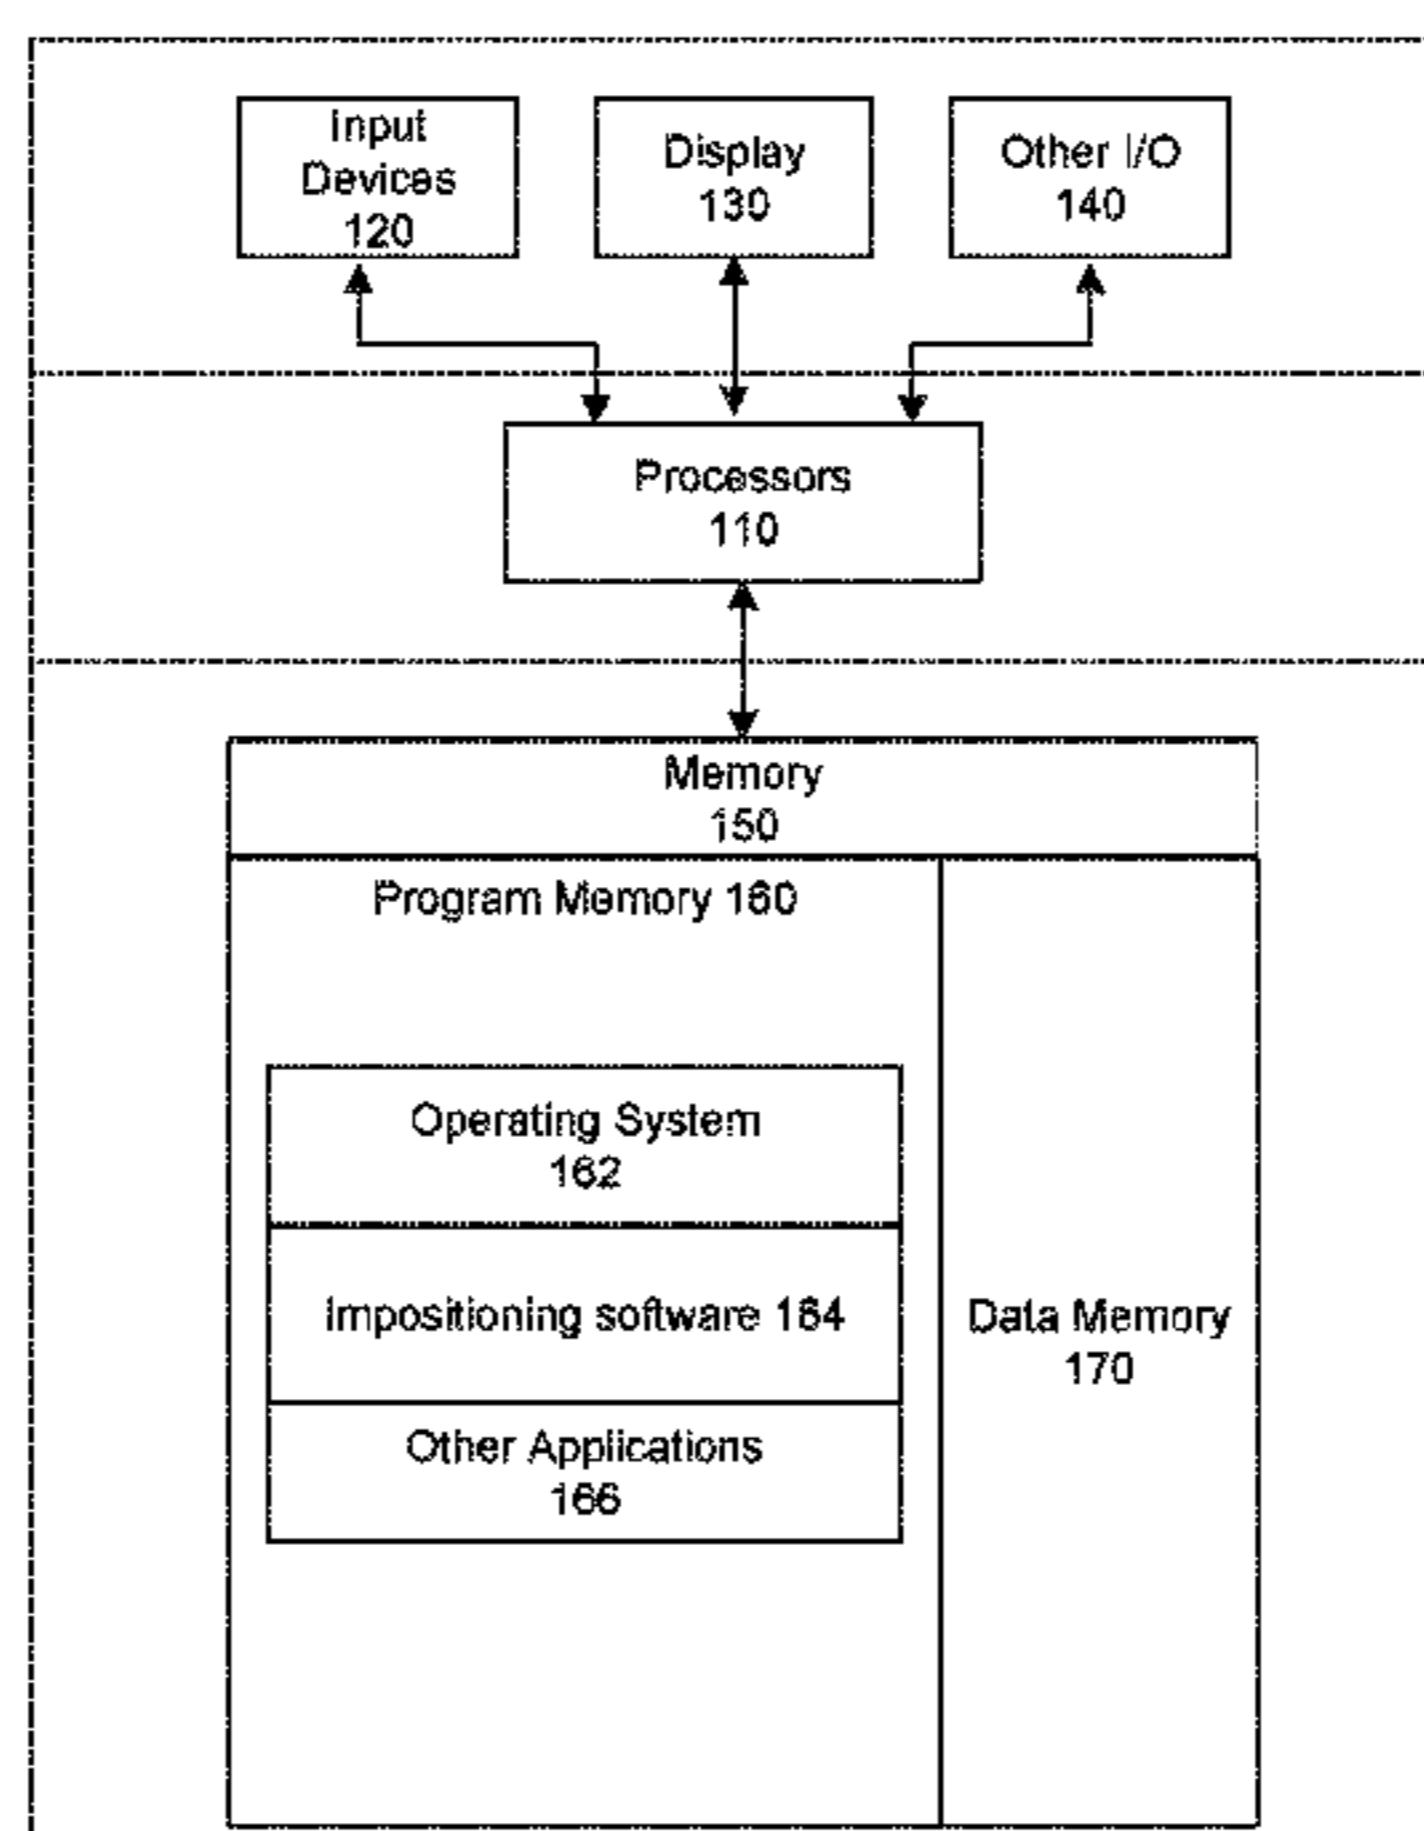 Input
Devices
120
Display
130
Other I/O
140
Processors
110
Memory
150
Program Memory 160
Operating System
162
Impositioning software 164
Other Applications
166
Data Memory
170